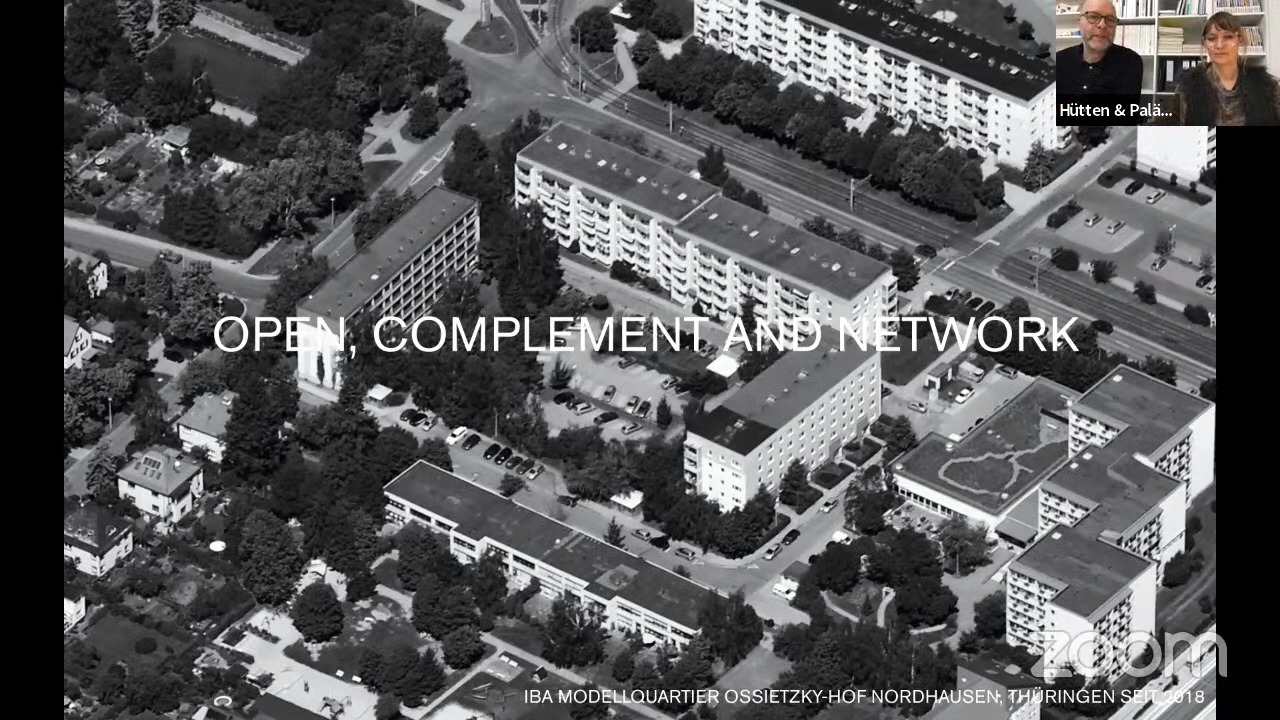 Hütten & Palä...
OPEN, COMPLEMENT AND NETWORK
zoom
IBA MODELLQUARTIER OSSIETZKY-HOF NORDHAUSEN, THÜRINGEN SEIT 2018